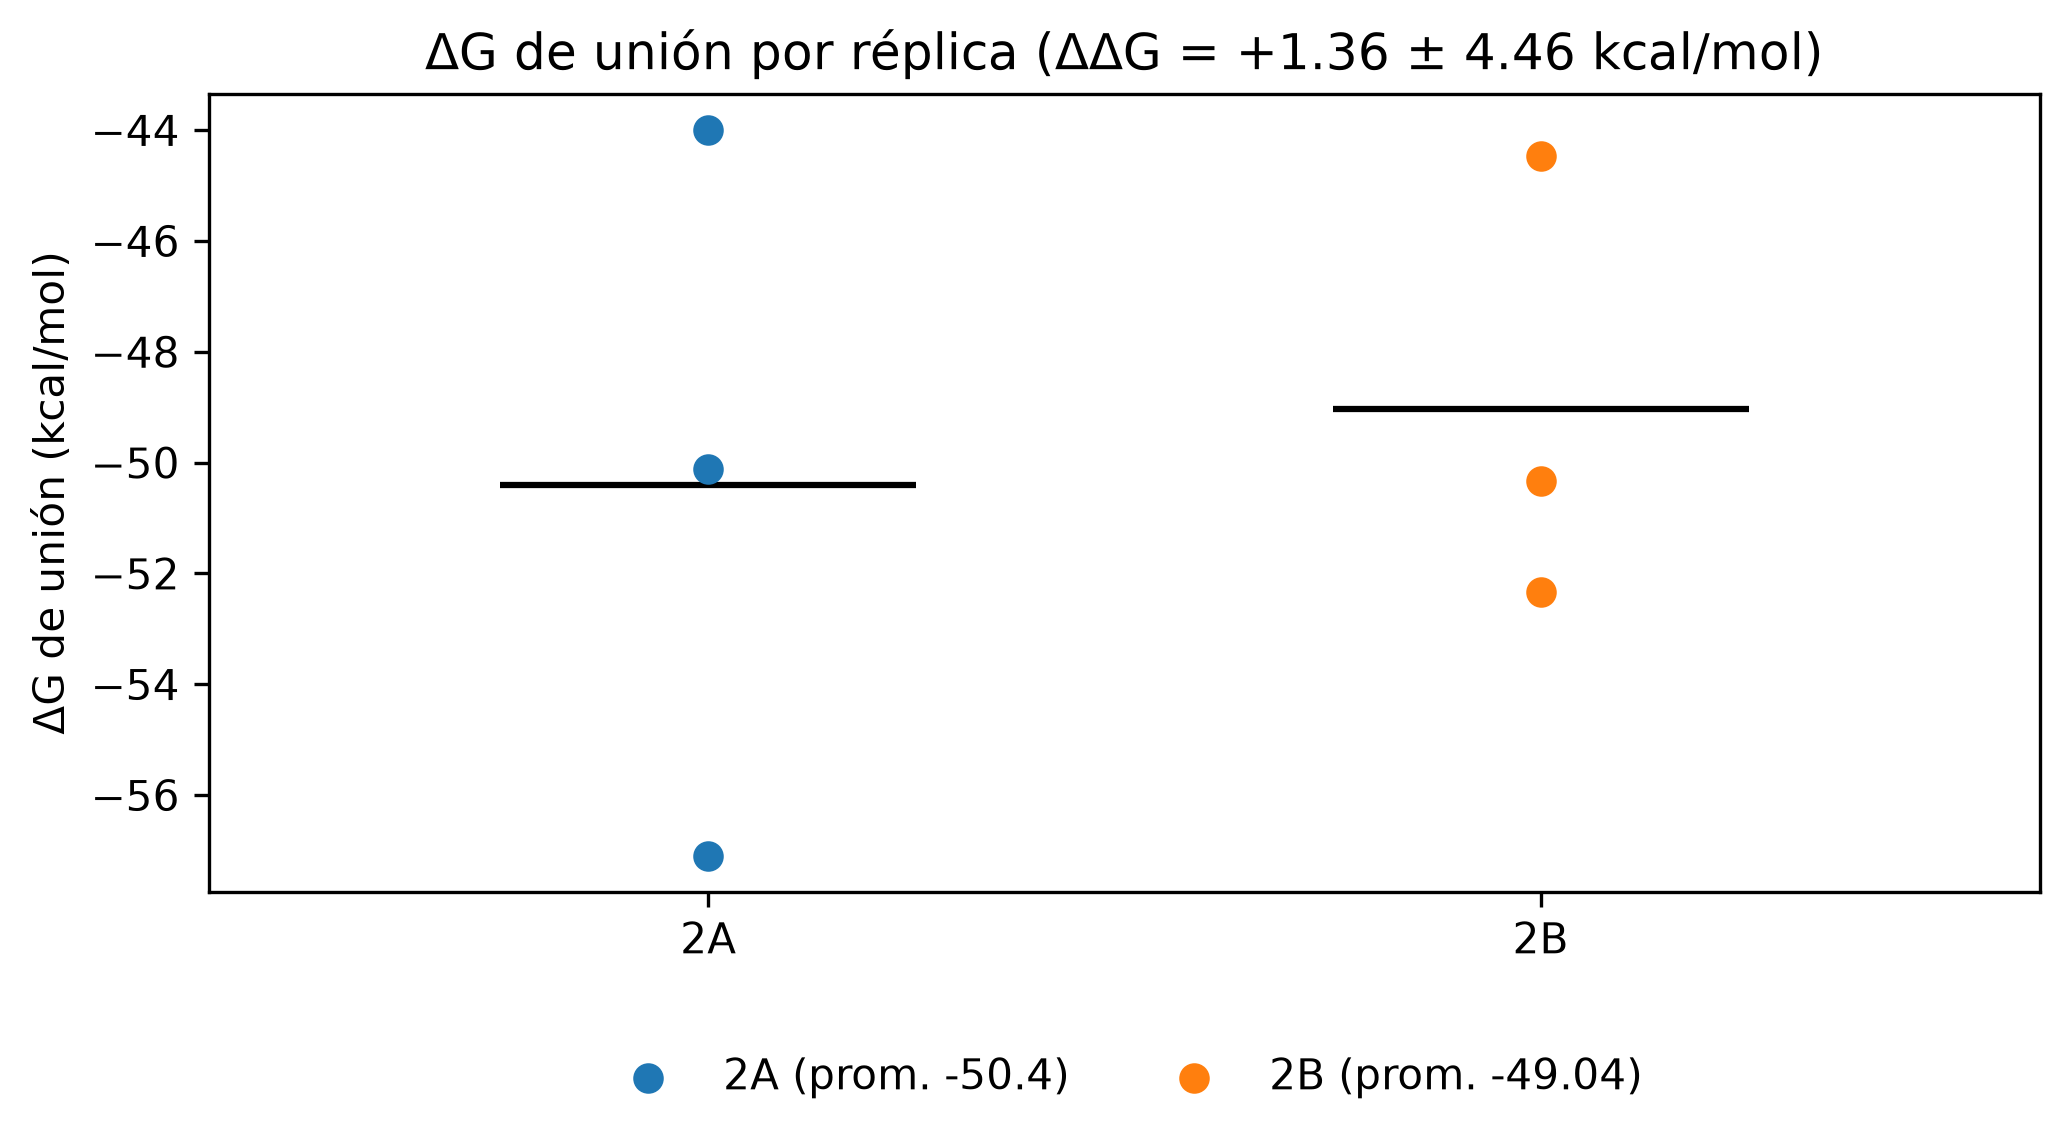 ΔG de unión por réplica (ΔΔG = +1.36 ± 4.46 kcal/mol)
ΔG de unión (kcal/mol)
−44
−46
−48
−50
−52
−54
−56
2A
2B
2A (prom. -50.4)
2B (prom. -49.04)